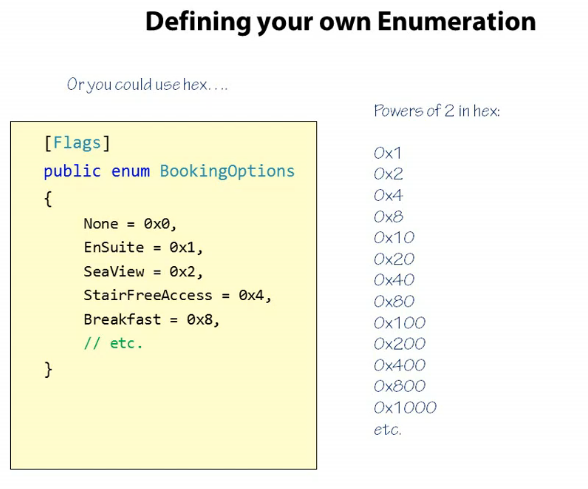 Defining your own Enumeration
Or you could use hex....
[Flags]
public enum BookingOptions
{
None = 0x0,
EnSuite = 0x1,
SeaView = 0x2,
StairFreeAccess = 0x4,
Breakfast = 0x8,
// etc.
}
Powers of 2 in hex:
0x1
0x2
0x4
0x8
0x10
0x20
0x40
0x80
0x100
0x200
0x400
0x800
0x1000
etc.